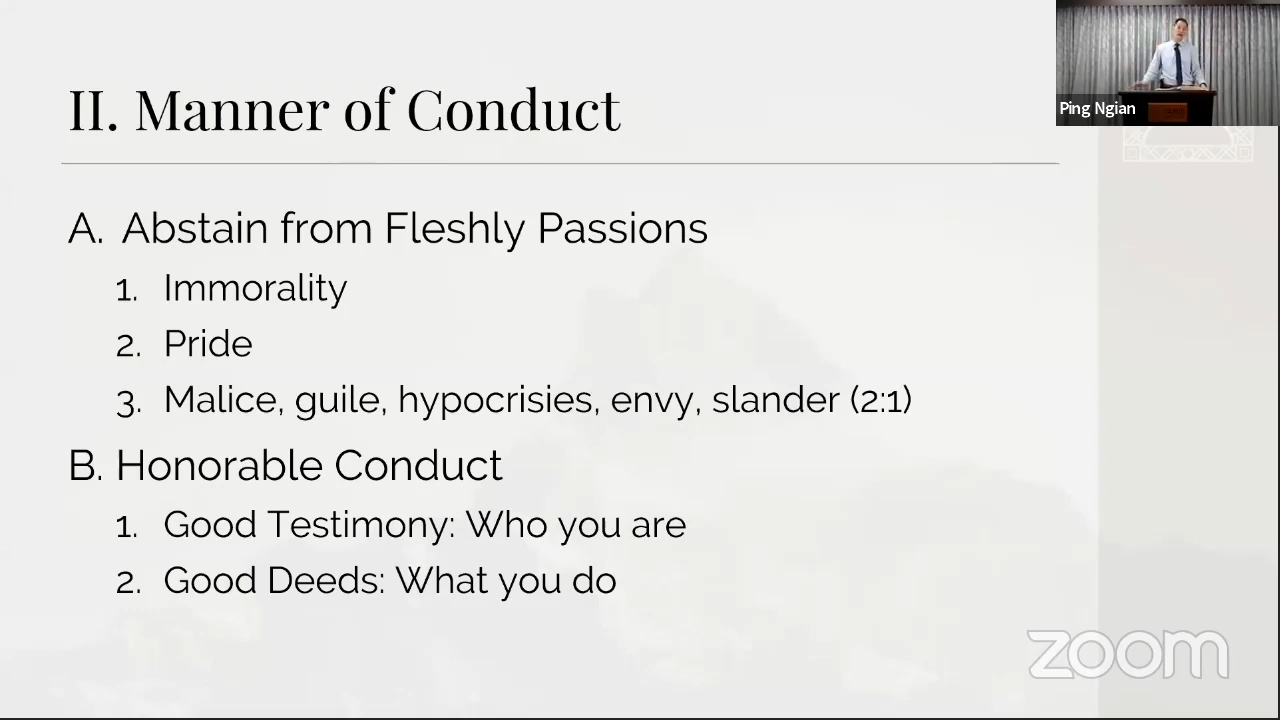 II. Manner of Conduct
A. Abstain from Fleshly Passions
1. Immorality
2. Pride
3. Malice, guile, hypocrisies, envy, slander (2:1)
B. Honorable Conduct
1. Good Testimony: Who you are
2. Good Deeds: What you do
Ping Ngian
zoom